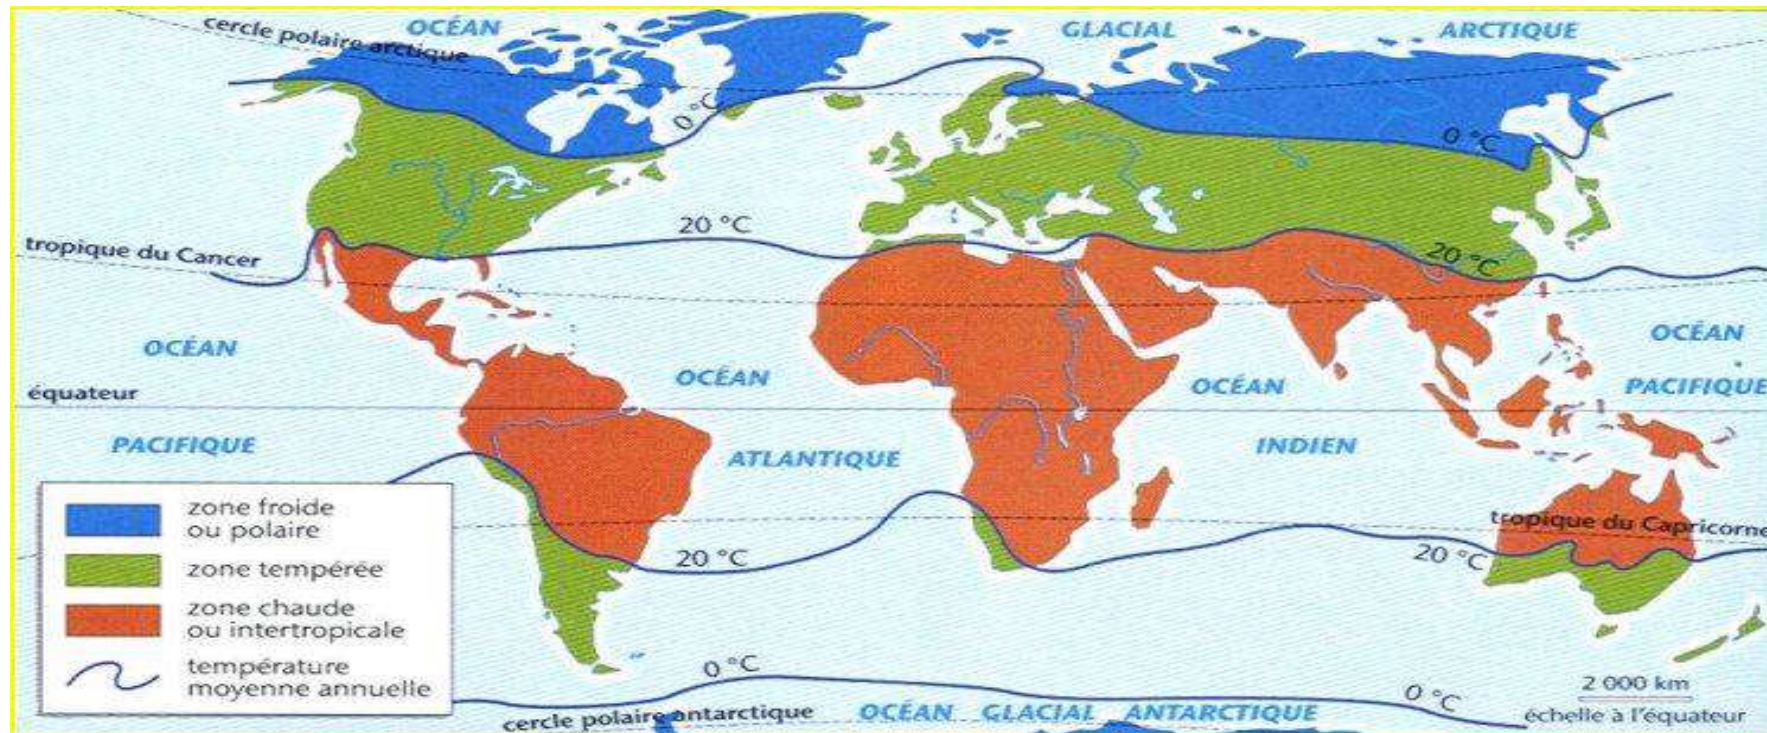 OCÉAN
GLACIAL
ARCTIQUE
cercle polaire arctique
0 °C
0 °C
20 °C
tropique du Cancer
20 °C
OCÉAN
OCÉAN
OCÉAN
OCÉAN
PACIFIQUE
équateur
PACIFIQUE
ATLANTIQUE
INDIEN
tropique du Capricorne
20 °C
20 °C
zone froide
ou polaire
zone tempérée
zone chaude
ou intertropicale
température
moyenne annuelle
0 °C
0 °C
2 000 km
échelle à l'équateur
cercle polaire antarctique
OCÉAN GLACIAL ANTARCTIQUE